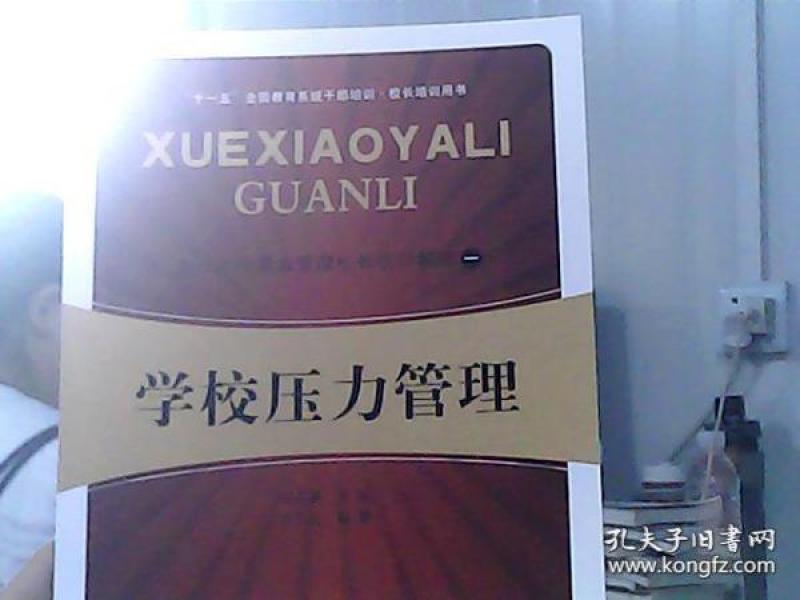 "十一五"全国教育系统干部培训·校长培训用书
XUEXIAOYALI
GUANLI
学校压力管理
孔夫子旧书网
www.kongfz.com